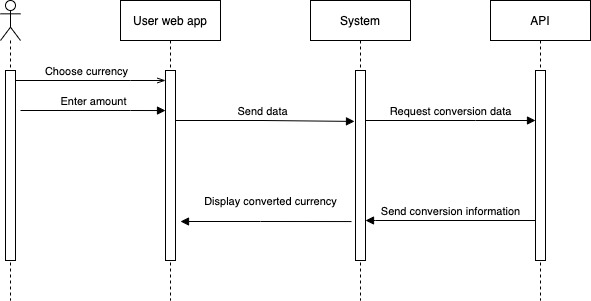 User web app
System
API
Choose currency
Enter amount
Send data
Request conversion data
Display converted currency
Send conversion information